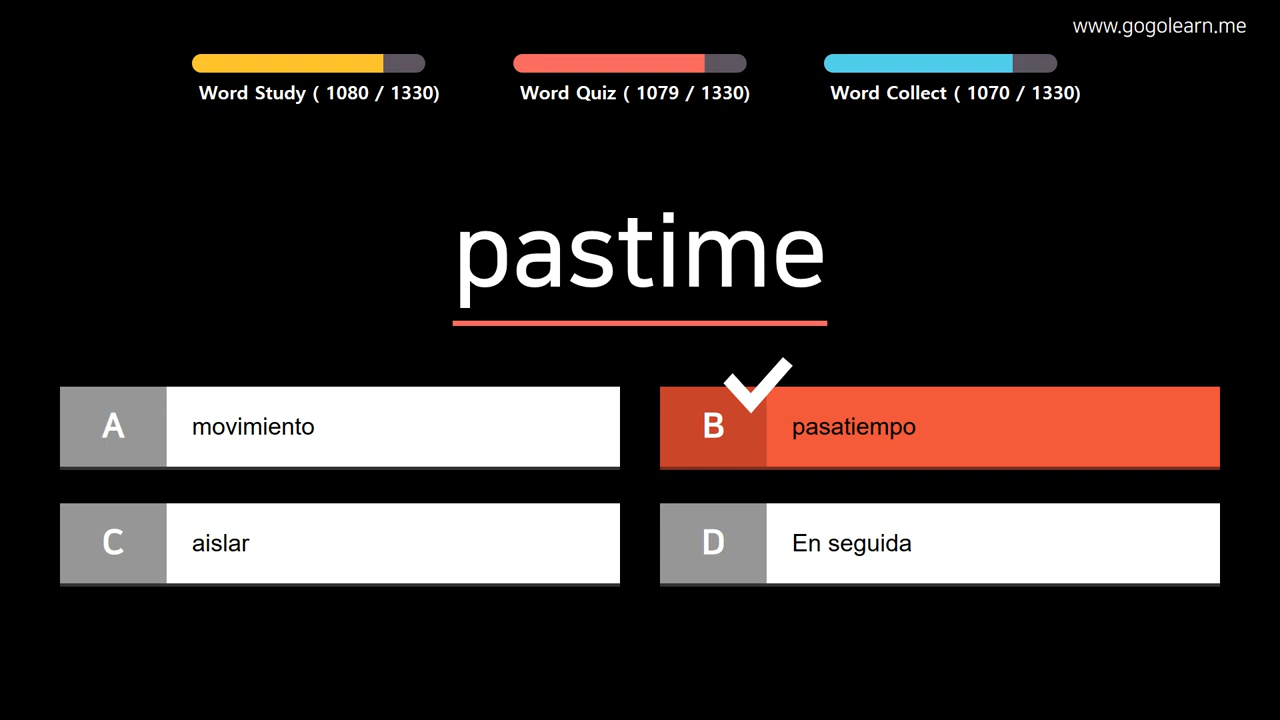 www.gogolearn.me
Word Study ( 1080 / 1330)
Word Quiz ( 1079 / 1330)
Word Collect ( 1070 / 1330)
pastime
A movimiento
B pasatiempo
C aislar
D En seguida